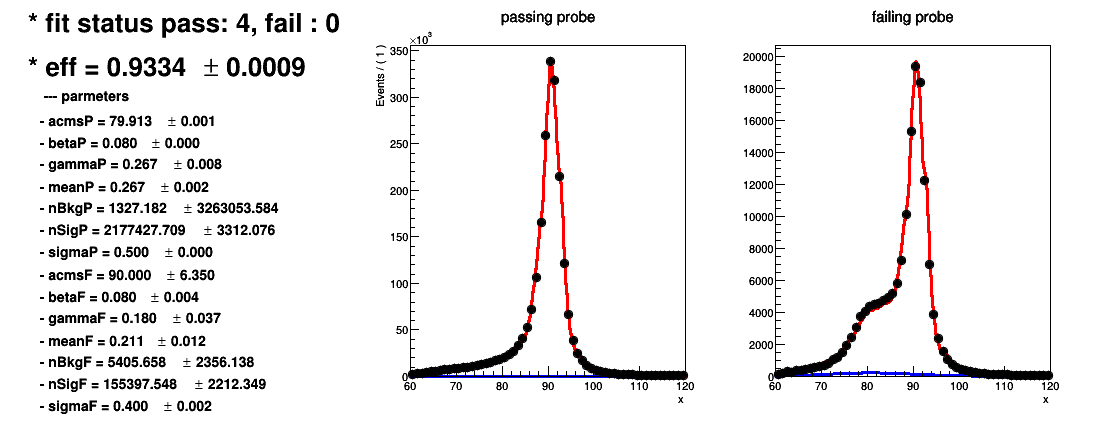 * fit status pass: 4, fail : 0
* eff = 0.9334 ± 0.0009
--- parmeters
- acmsP = 79.913 ± 0.001
- betaP = 0.080 ± 0.000
- gammaP = 0.267 ± 0.008
- meanP = 0.267 ± 0.002
- nBkgP = 1327.182 ± 3263053.584
- nSigP = 2177427.709 ± 3312.076
- sigmaP = 0.500 ± 0.000
- acmsF = 90.000 ± 6.350
- betaF = 0.080 ± 0.004
- gammaF = 0.180 ± 0.037
- meanF = 0.211 ± 0.012
- nBkgF = 5405.658 ± 2356.138
- nSigF = 155397.548 ± 2212.349
- sigmaF = 0.400 ± 0.002
passing probe
×10³
Events / ( 1 )
350
300
250
200
150
100
50
0
60 70 80 90 100 110 120
x
failing probe
20000
18000
16000
14000
12000
10000
8000
6000
4000
2000
0
60 70 80 90 100 110 120
x